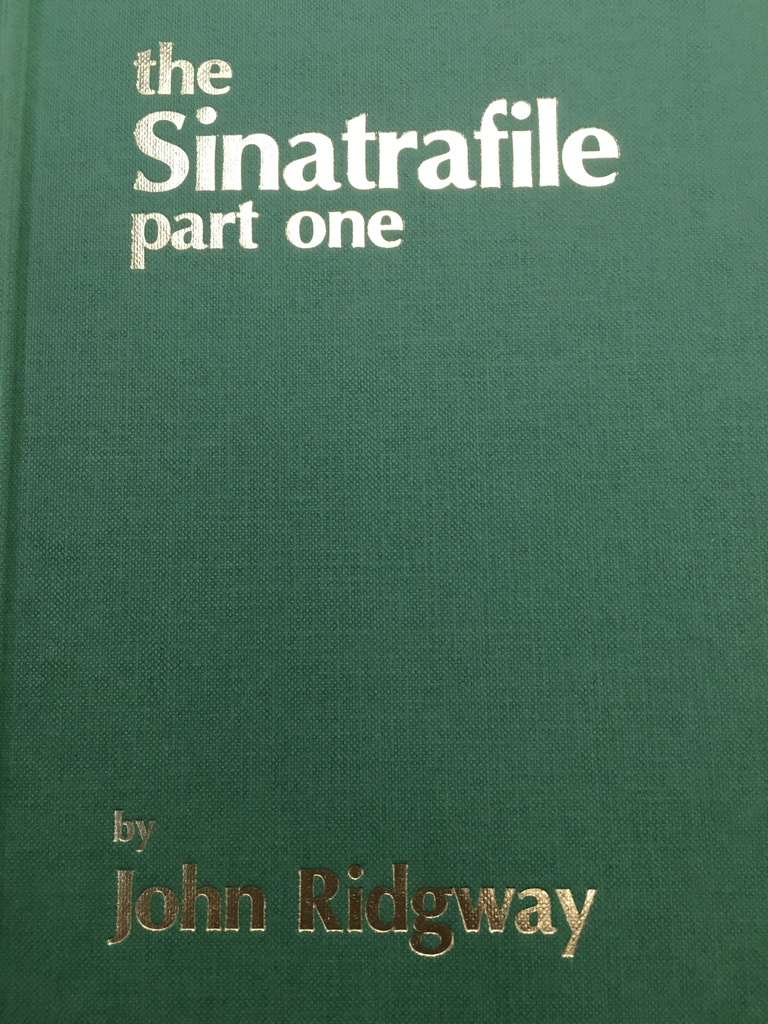 the
Sinatrafile
part one
by
John Ridgway